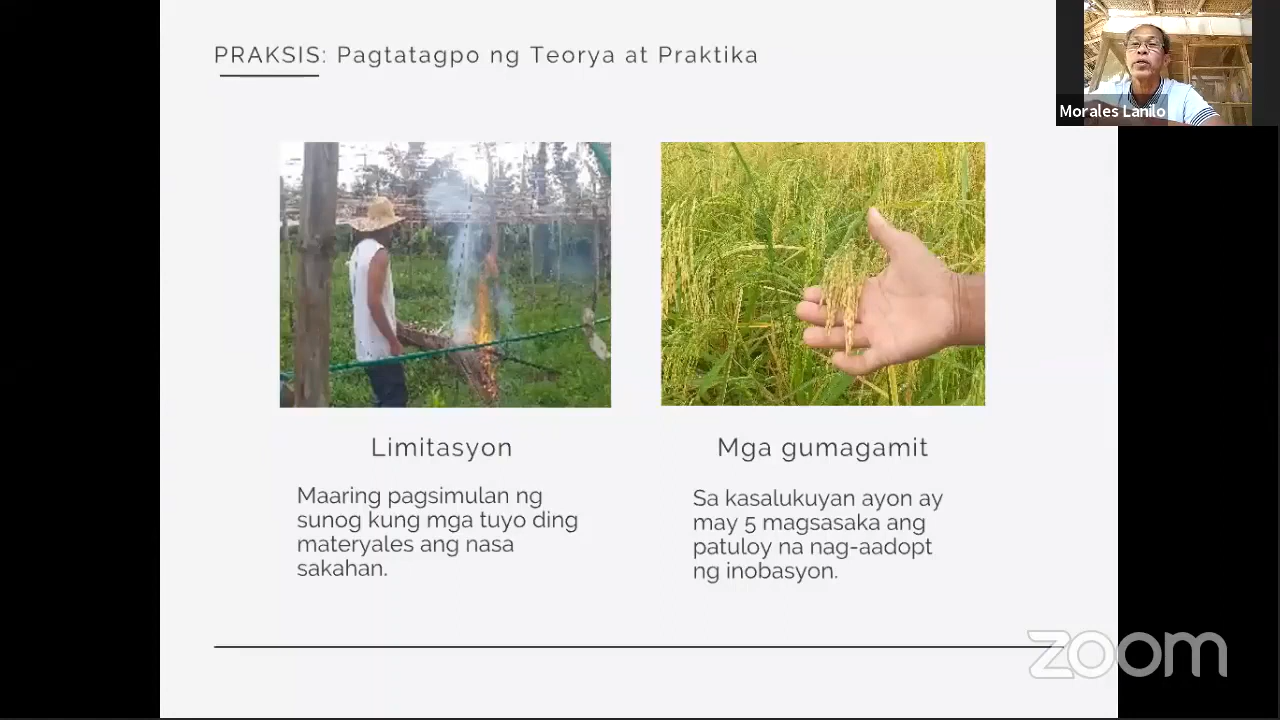 PRAKSIS: Pagtatagpo ng Teorya at Praktika
Morales Lanilo
Limitasyon
Maaring pagsimulan ng
sunog kung mga tuyo ding
materyales ang nasa
sakahan.
Mga gumagamit
Sa kasalukuyan ayon ay
may 5 magsasaka ang
patuloy na nag-aadopt
ng inobasyon.
zoom